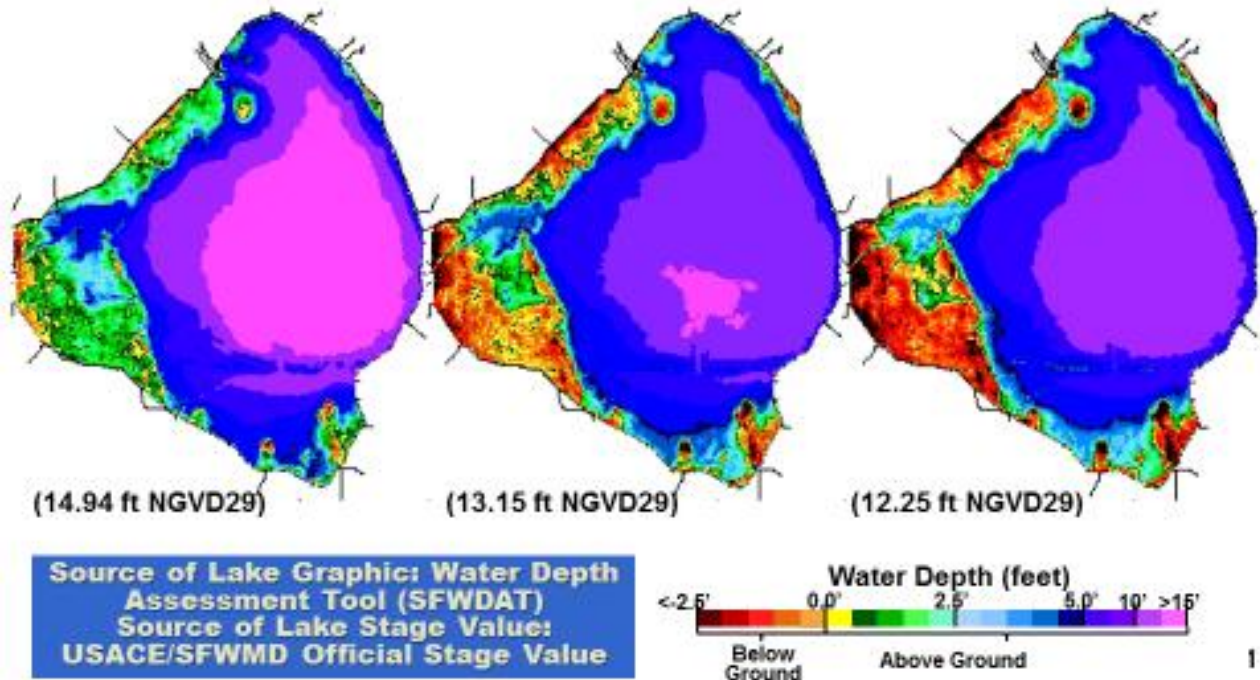 (14.94 ft NGVD29) (13.15 ft NGVD29) (12.25 ft NGVD29)
Source of Lake Graphic: Water Depth
Assessment Tool (SFWDAT)
Source of Lake Stage Value:
USACE/SFWMD Official Stage Value
Water Depth (feet)
<-2.5' 0.0' 2.5' 5.0' 10' >15'
Below
Ground
Above Ground
1